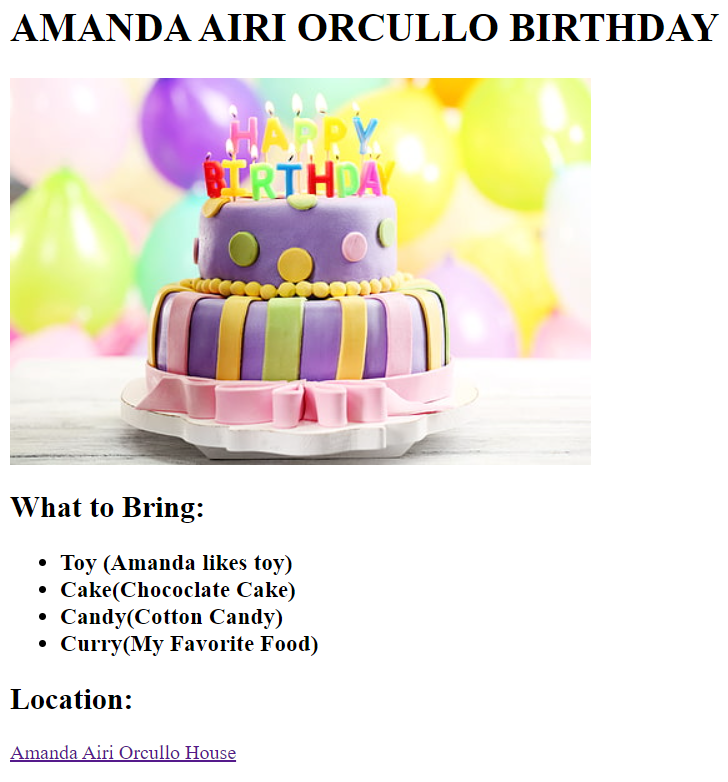 AMANDA AIRI ORCULLO BIRTHDAY
HAPPY
BIRTHDAY
What to Bring:
Toy (Amanda likes toy)
Cake(Chococlate Cake)
Candy(Cotton Candy)
Curry(My Favorite Food)
Location:
Amanda Airi Orcullo House